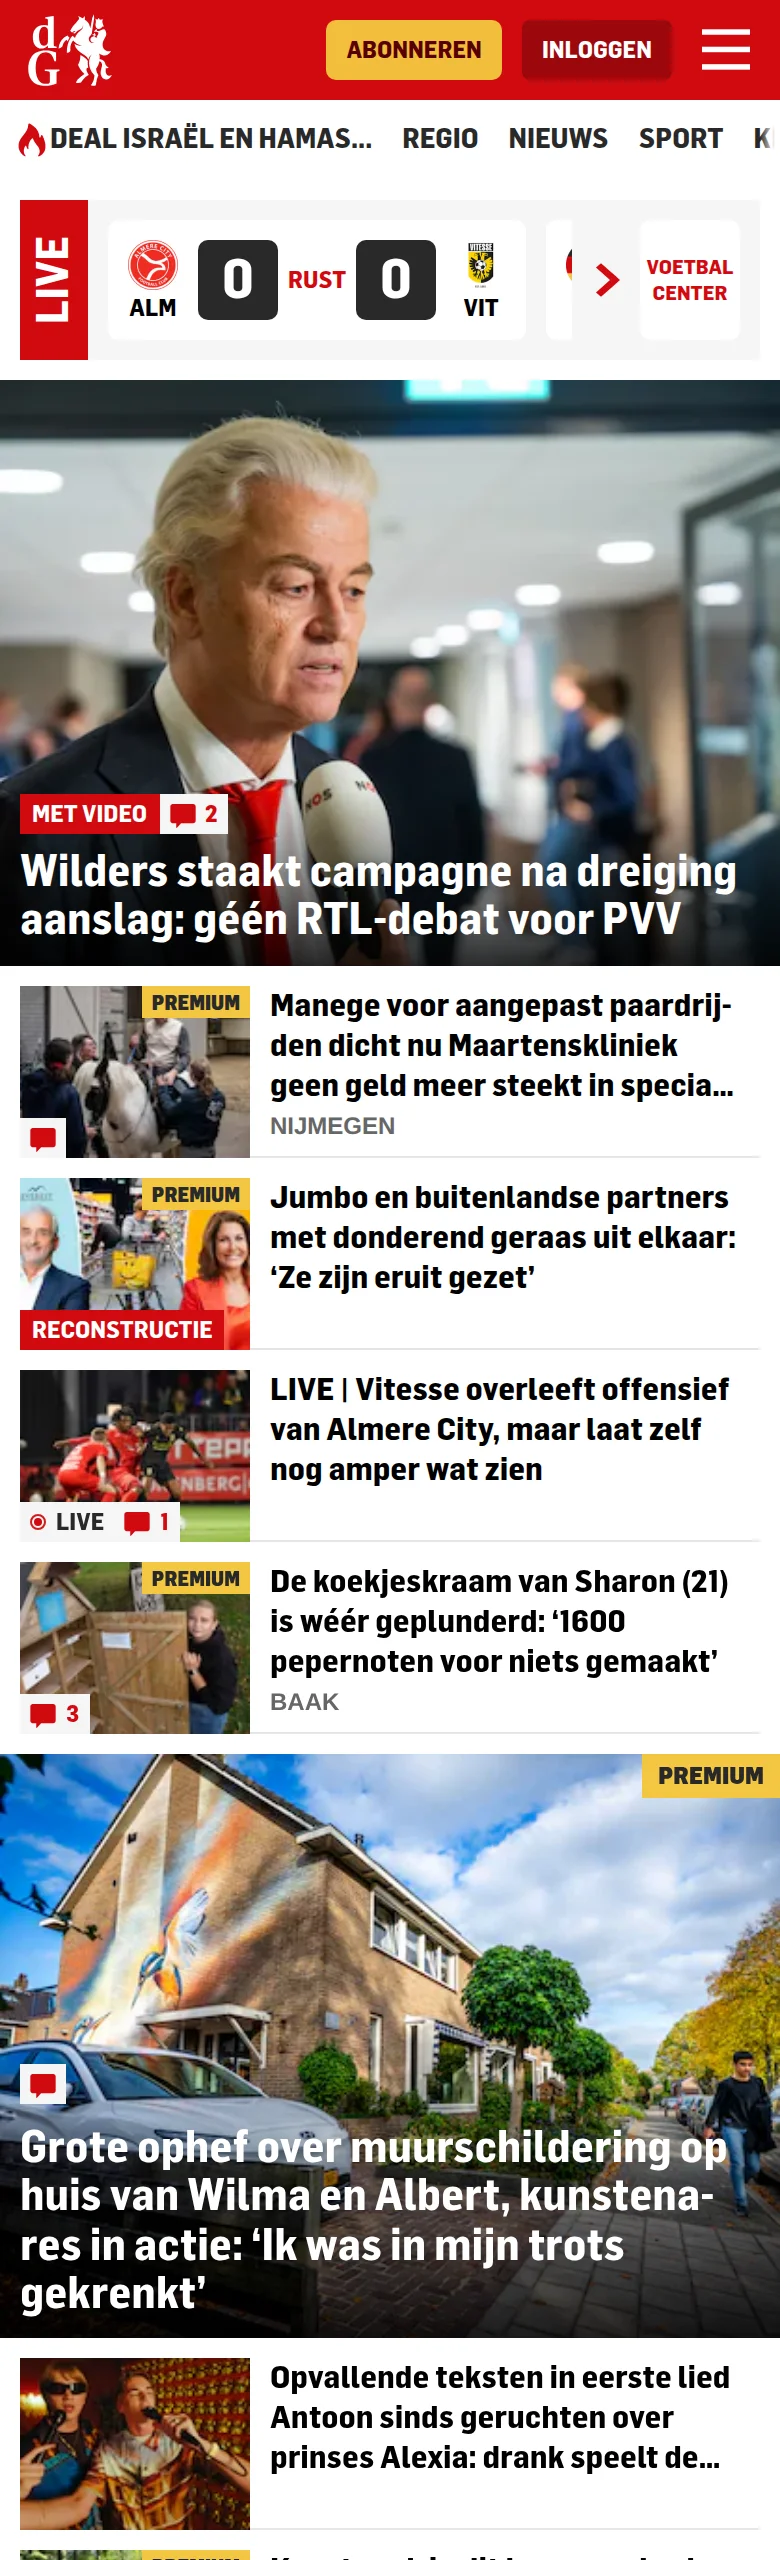 dG
ABONNEREN
INLOGGEN
DEAL ISRAËL EN HAMAS...
REGIO
NIEUWS
SPORT
LIVE
ALM
0
RUST
0
VITESSE
VIT
VOETBAL
CENTER
NOS
MET VIDEO
2
Wilders staakt campagne na dreiging
aanslag: géén RTL-debat voor PVV
PREMIUM
Manege voor aangepast paardrij-
den dicht nu Maartenskliniek
geen geld meer steekt in specia...
NIJMEGEN
PREMIUM
RECONSTRUCTIE
Jumbo en buitenlandse partners
met donderend geraas uit elkaar:
‘Ze zijn eruit gezet’
LIVE
1
LIVE | Vitesse overleeft offensief
van Almere City, maar laat zelf
nog amper wat zien
PREMIUM
3
De koekjeskraam van Sharon (21)
is wéér geplunderd: ‘1600
pepernoten voor niets gemaakt’
BAAK
PREMIUM
Grote ophef over muurschildering op
huis van Wilma en Albert, kunstena-
res in actie: ‘Ik was in mijn trots
gekrenkt’
Opvallende teksten in eerste lied
Antoon sinds geruchten over
prinses Alexia: drank speelt de...